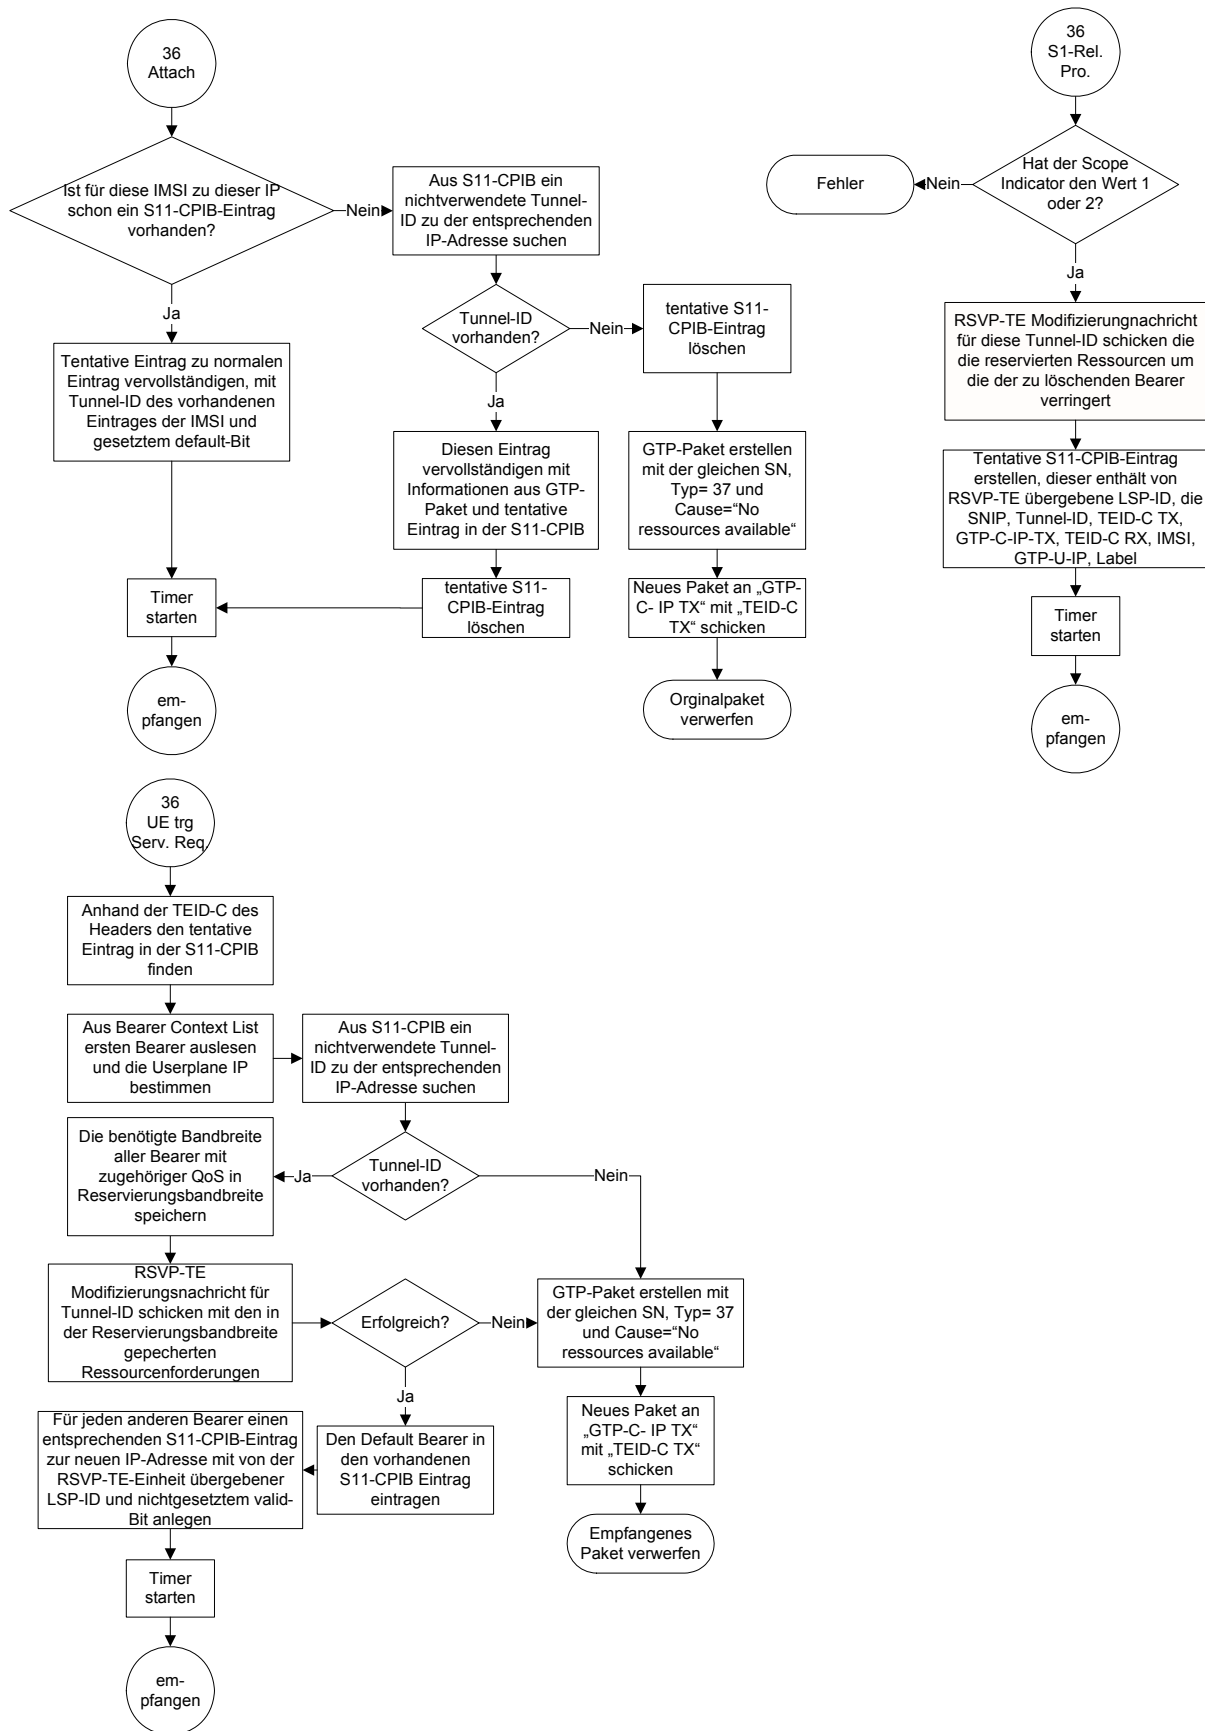 36
Attach
Ist für diese IMSI zu dieser IP
schon ein S11-CPIB-Eintrag
vorhanden?
Nein
Aus S11-CPIB ein
nichtverwendete Tunnel-
ID zu der entsprechenden
IP-Adresse suchen
Ja
Tunnel-ID
vorhanden?
Nein
tentative S11-
CPIB-Eintrag
löschen
Tentative Eintrag zu normalen
Eintrag vervollständigen, mit
Tunnel-ID des vorhandenen
Eintrages der IMSI und
gesetztem default-Bit
Ja
Diesen Eintrag
vervollständigen mit
Informationen aus GTP-
Paket und tentative
Eintrag in der S11-CPIB
GTP-Paket erstellen
mit der gleichen SN,
Typ= 37 und
Cause=“No
ressources available“
tentative S11-
CPIB-Eintrag
löschen
Neues Paket an „GTP-
C- IP TX“ mit „TEID-C
TX“ schicken
Timer
starten
em-
pfangen
Orginalpaket
verwerfen
36
S1-Rel.
Pro.
Hat der Scope
Indicator den Wert 1
oder 2?
Nein
Fehler
Ja
RSVP-TE Modifizierungnachricht
für diese Tunnel-ID schicken die
die reservierten Ressourcen um
die der zu löschenden Bearer
verringert
Tentative S11-CPIB-Eintrag
erstellen, dieser enthält von
RSVP-TE übergebene LSP-ID, die
SNIP, Tunnel-ID, TEID-C TX,
GTP-C-IP-TX, TEID-C RX, IMSI,
GTP-U-IP, Label
Timer
starten
em-
pfangen
36
UE trg
Serv. Req.
Anhand der TEID-C des
Headers den tentative
Eintrag in der S11-CPIB
finden
Aus Bearer Context List
ersten Bearer auslesen
und die Userplane IP
bestimmen
Aus S11-CPIB ein
nichtverwendete Tunnel-
ID zu der entsprechenden
IP-Adresse suchen
Tunnel-ID
vorhanden?
Ja
Nein
Die benötigte Bandbreite
aller Bearer mit
zugehöriger QoS in
Reservierungsbandbreite
speichern
RSVP-TE
Modifizierungsnachricht für
Tunnel-ID schicken mit den in
der Reservierungsbandbreite
gepecherten
Ressourcenforderungen
Erfolgreich?
Nein
GTP-Paket erstellen mit
der gleichen SN, Typ= 37
und Cause=“No
ressources available“
Ja
Den Default Bearer in
den vorhandenen
S11-CPIB Eintrag
eintragen
Neues Paket an
„GTP-C- IP TX“
mit „TEID-C TX“
schicken
Für jeden anderen Bearer einen
entsprechenden S11-CPIB-Eintrag
zur neuen IP-Adresse mit von der
RSVP-TE-Einheit übergebener
LSP-ID und nichtgesetztem valid-
Bit anlegen
Empfangenes
Paket verwerfen
Timer
starten
em-
pfangen